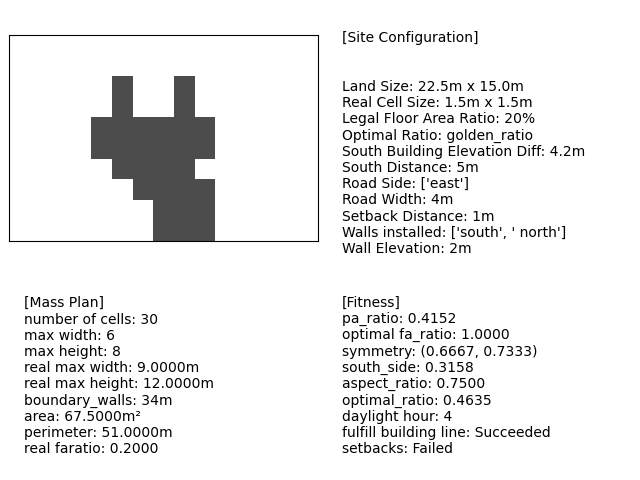 [Site Configuration]
Land Size: 22.5m x 15.0m
Real Cell Size: 1.5m x 1.5m
Legal Floor Area Ratio: 20%
Optimal Ratio: golden_ratio
South Building Elevation Diff: 4.2m
South Distance: 5m
Road Side: ['east']
Road Width: 4m
Setback Distance: 1m
Walls installed: ['south', ' north']
Wall Elevation: 2m
[Mass Plan]
number of cells: 30
max width: 6
max height: 8
real max width: 9.0000m
real max height: 12.0000m
boundary_walls: 34m
area: 67.5000m²
perimeter: 51.0000m
real faratio: 0.2000
[Fitness]
pa_ratio: 0.4152
optimal fa_ratio: 1.0000
symmetry: (0.6667, 0.7333)
south_side: 0.3158
aspect_ratio: 0.7500
optimal_ratio: 0.4635
daylight hour: 4
fulfill building line: Succeeded
setbacks: Failed